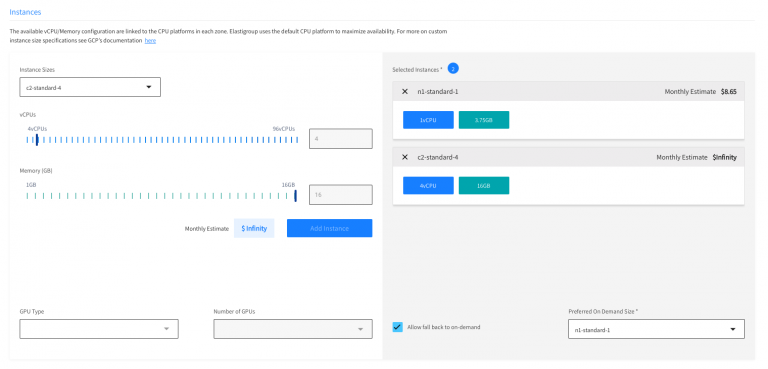 Instances
The available vCPU/Memory configuration are linked to the CPU platforms in each zone. Elastigroup uses the default CPU platform to maximize availability. For more on custom
instance size specifications see GCP's documentation here
Instance Sizes
c2-standard-4
vCPUs
4vCPUs 96vCPUs
4
Memory (GB)
1GB 16GB
16
Monthly Estimate $ Infinity Add Instance
GPU Type Number of GPUs
Selected Instances * 2
✕ n1-standard-1 Monthly Estimate $8.65
1vCPU 3.75GB
✕ c2-standard-4 Monthly Estimate $Infinity
4vCPU 16GB
Allow fall back to on-demand
Preferred On Demand Size *
n1-standard-1